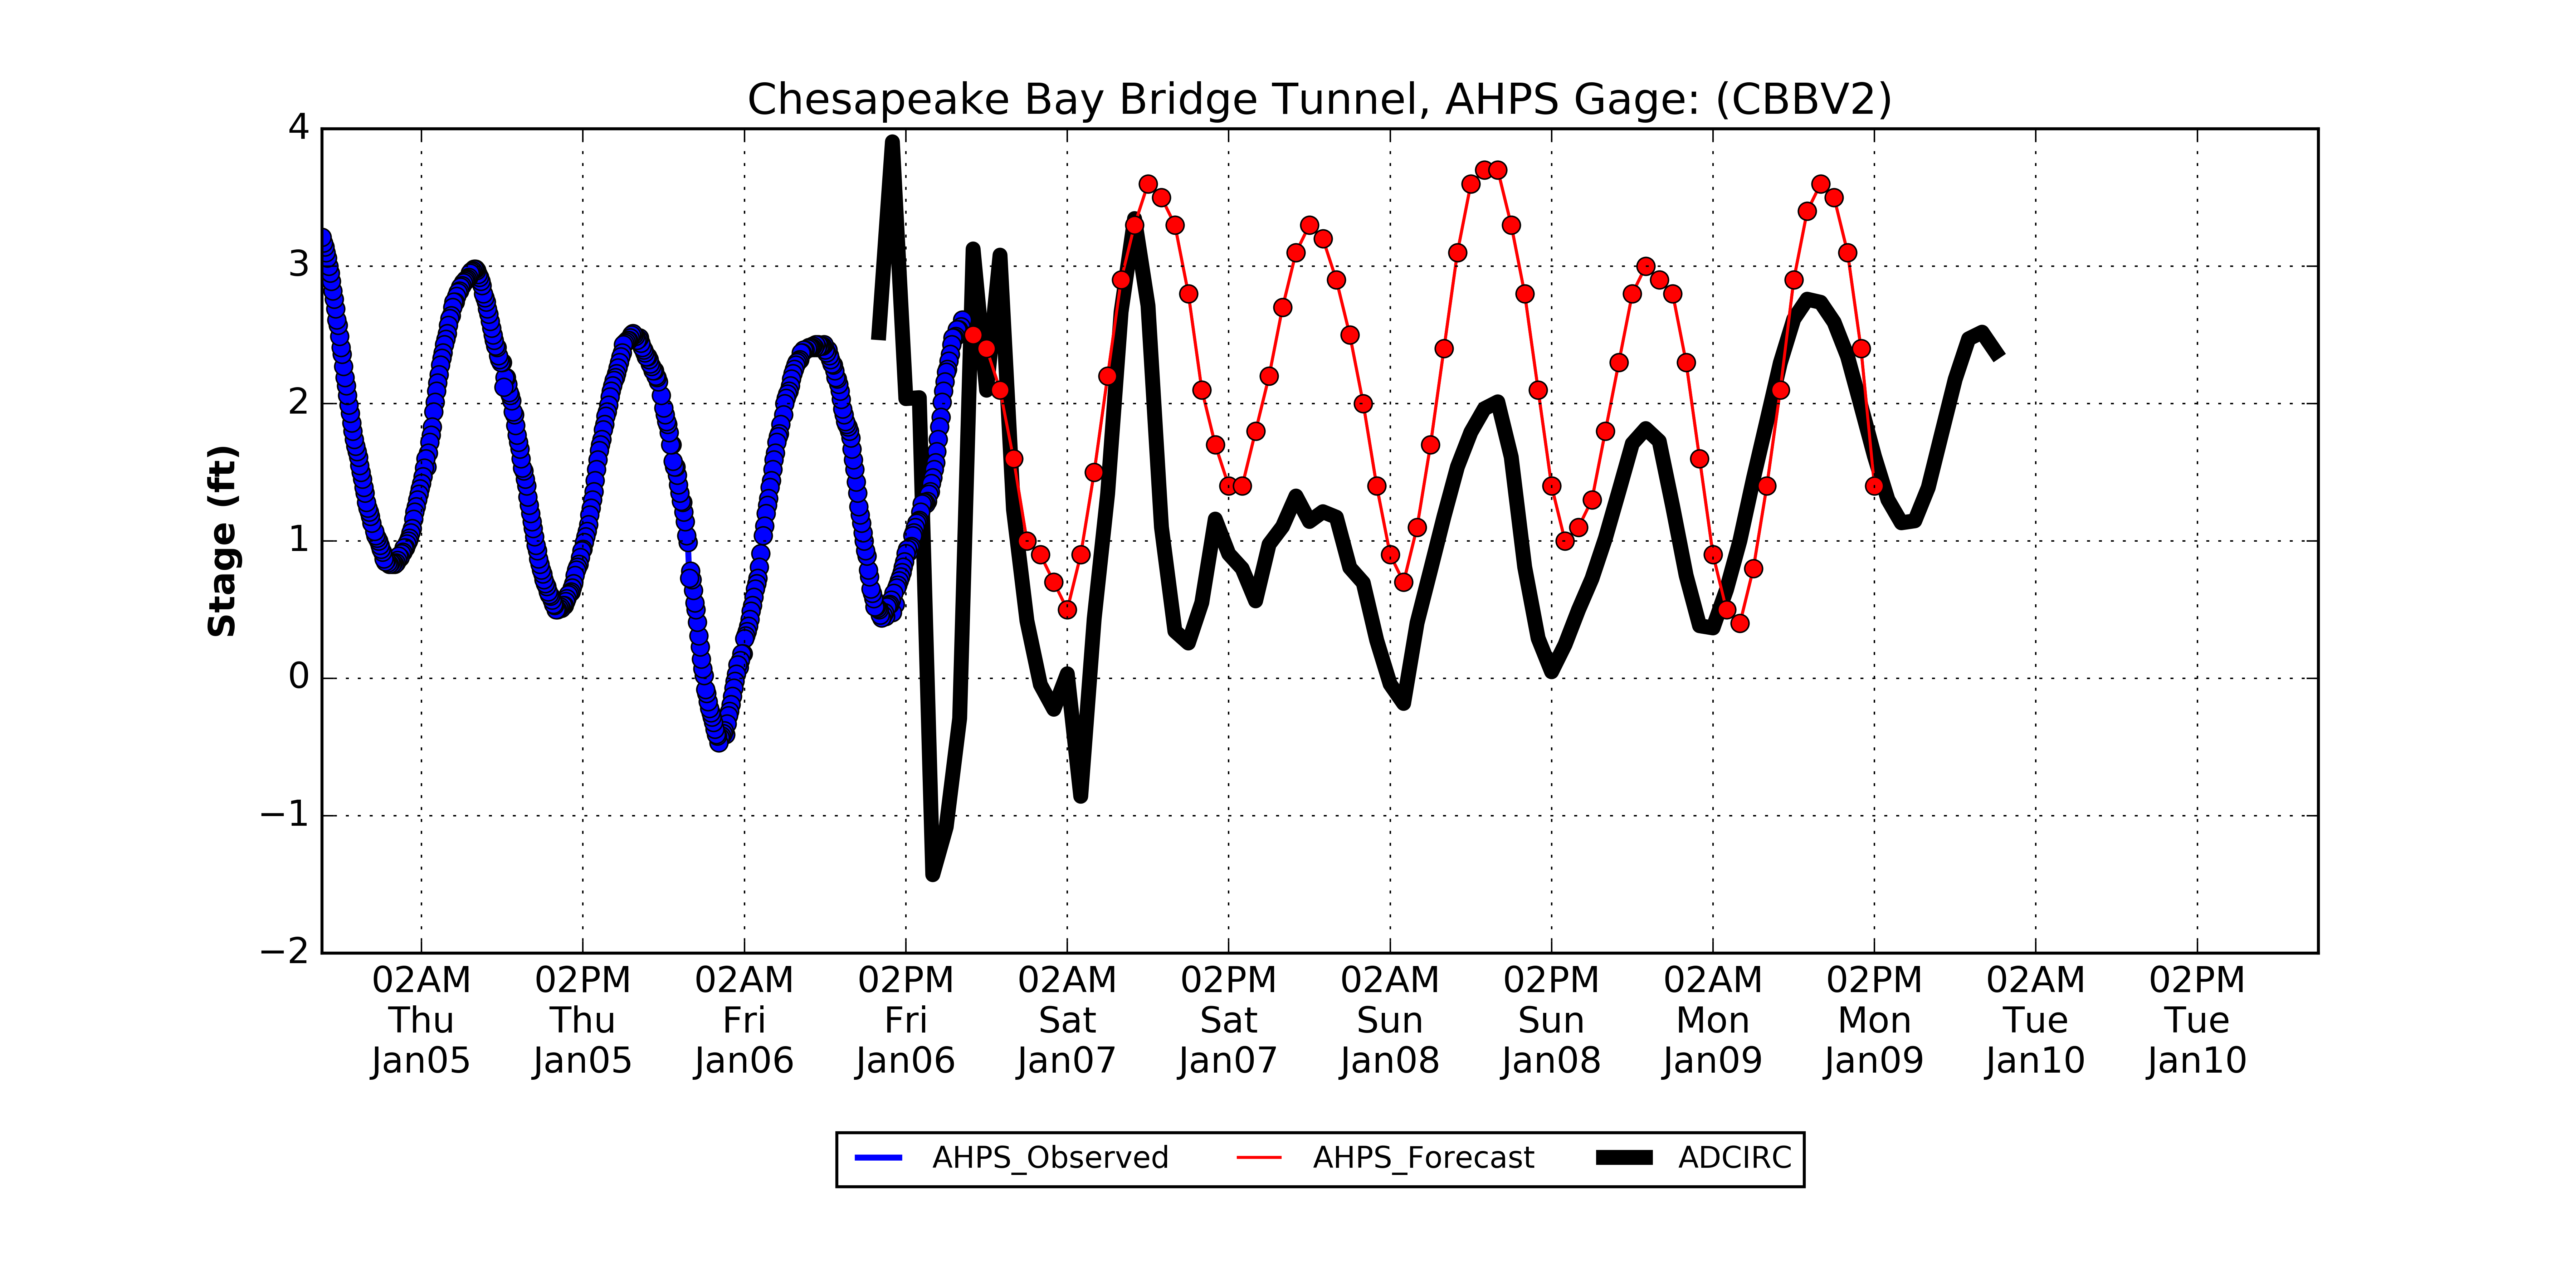 Chesapeake Bay Bridge Tunnel, AHPS Gage: (CBBV2)
4
3
2
1
0
−1
−2
Stage (ft)
02AM 02PM 02AM 02PM 02AM 02PM 02AM 02PM 02AM 02PM 02AM 02PM
Thu Thu Fri Fri Sat Sat Sun Sun Mon Mon Tue Tue
Jan05 Jan05 Jan06 Jan06 Jan07 Jan07 Jan08 Jan08 Jan09 Jan09 Jan10 Jan10
AHPS_Observed AHPS_Forecast ADCIRC